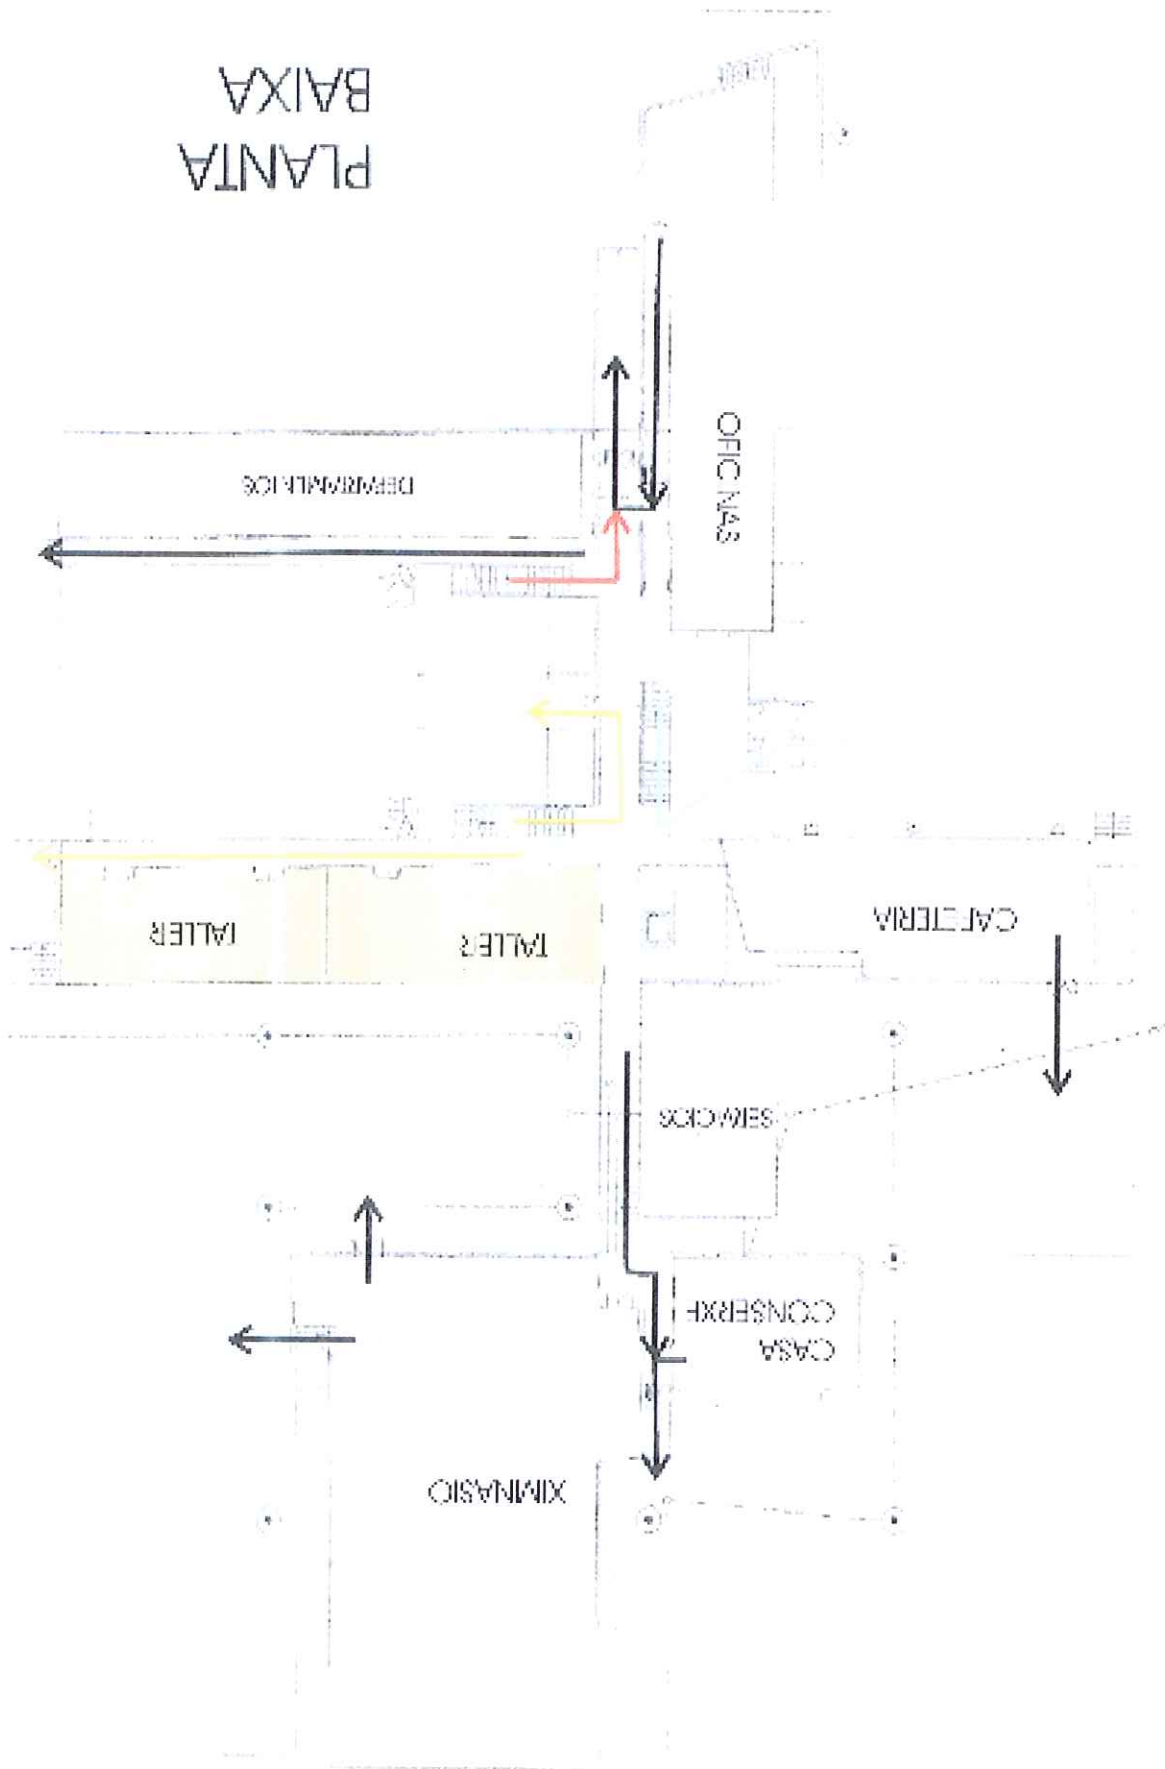 XIMNASIO
CASA
CONSERXE
SERVICIOS
CAFETERIA
TALLER
TALLER
OFICINAS
DEPARTAMENTOS
PLANTA
BAIXA